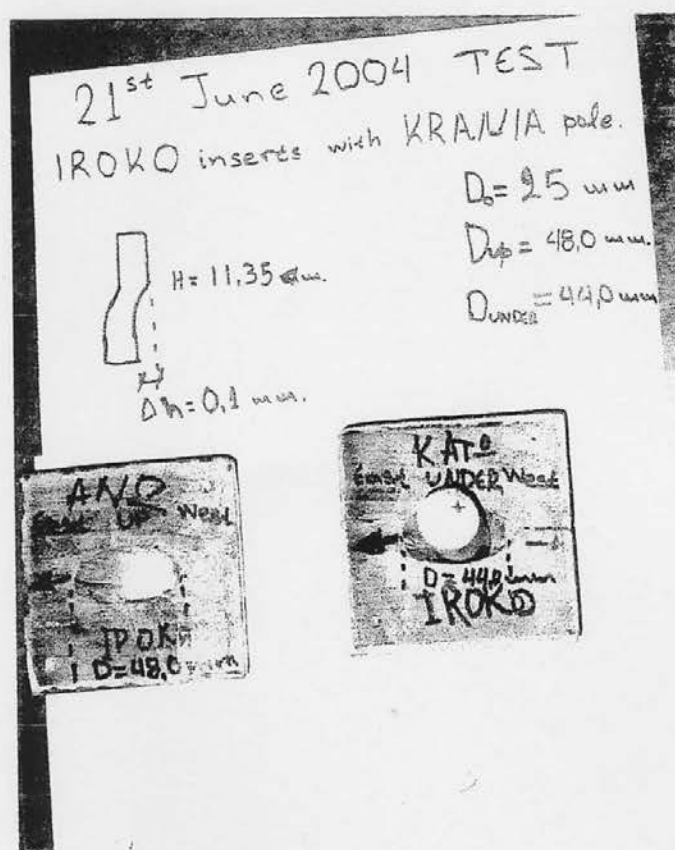 21st June 2004 TEST
IROKO inserts with KRANIA pole.
D₀ = 25 mm
Dup = 48,0 mm.
DUNDER = 44,0 mm
H = 11,35 mm.
Δh = 0,1 mm.
ANO
East UP West
IROKO
D=48,0 mm
KATO
East UNDER West
D=44,0 mm
IROKO